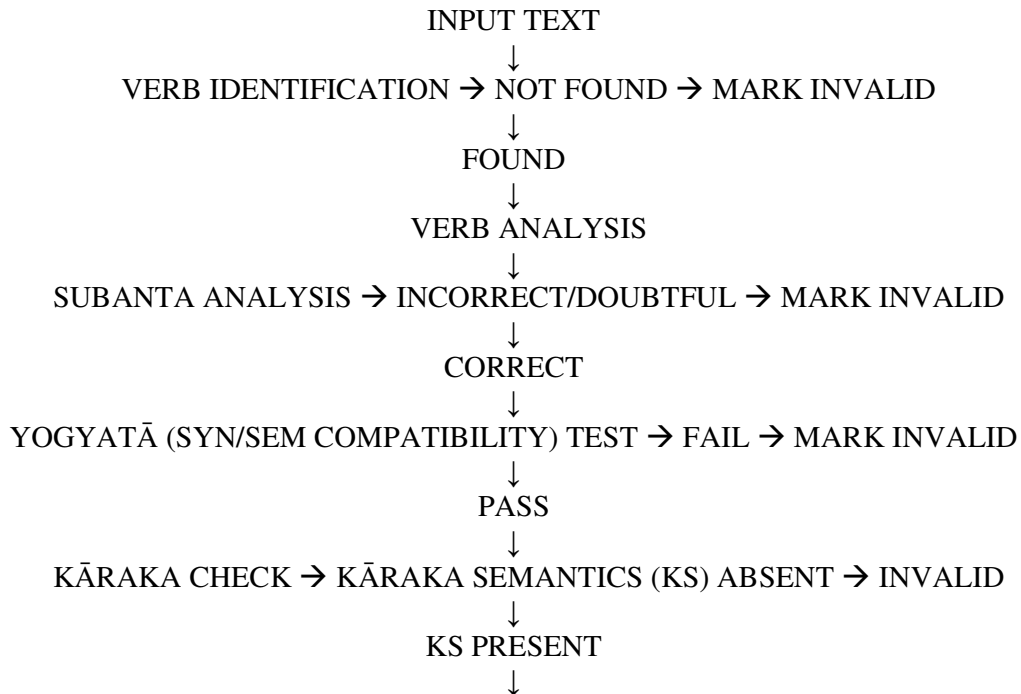 INPUT TEXT
↓
VERB IDENTIFICATION → NOT FOUND → MARK INVALID
↓
FOUND
↓
VERB ANALYSIS
↓
SUBANTA ANALYSIS → INCORRECT/DOUBTFUL → MARK INVALID
↓
CORRECT
↓
YOGYATĀ (SYN/SEM COMPATIBILITY) TEST → FAIL → MARK INVALID
↓
PASS
↓
KĀRAKA CHECK → KĀRAKA SEMANTICS (KS) ABSENT → INVALID
↓
KS PRESENT
↓